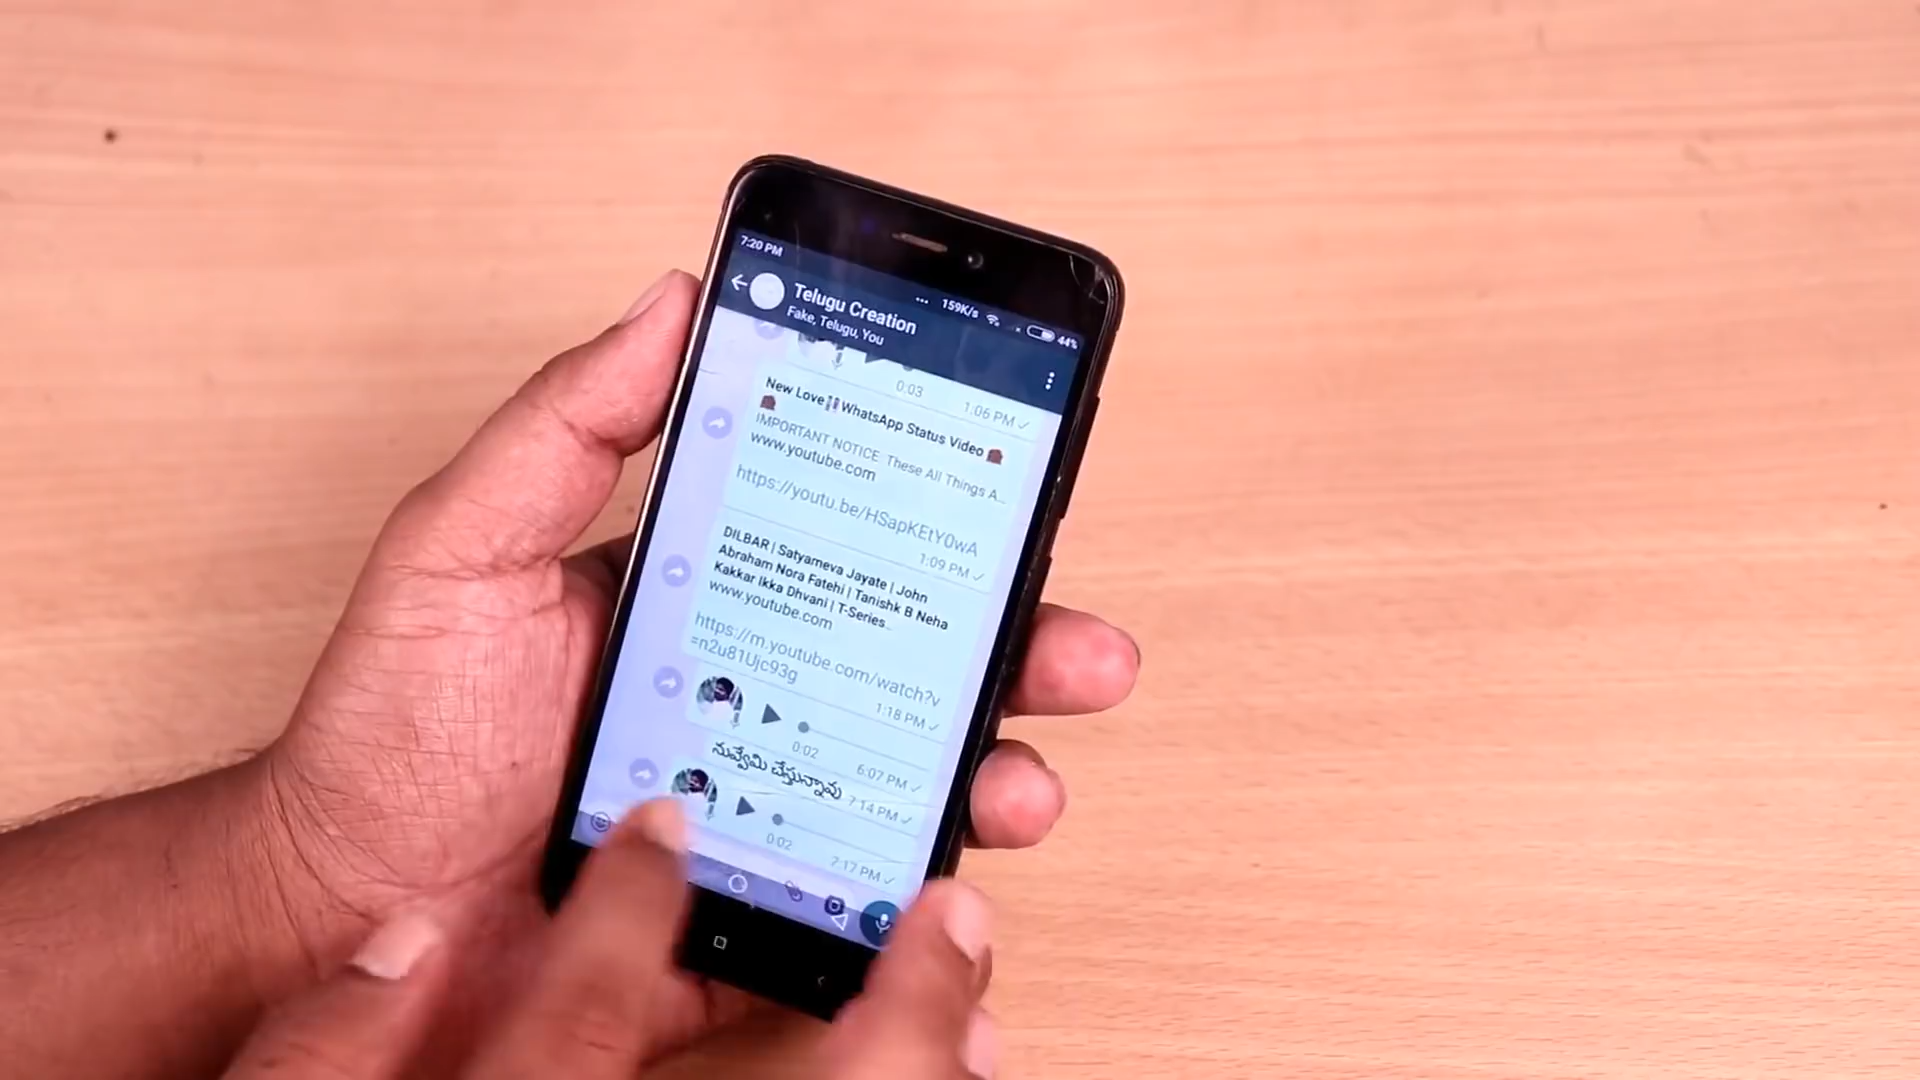 7:20 PM
159K/s
44%
Telugu Creation
Fake, Telugu, You
0:03
1:06 PM
New Love WhatsApp Status Video
IMPORTANT NOTICE These All Things A...
www.youtube.com
https://youtu.be/HSapKEtY0wA
1:09 PM
DILBAR | Satyameva Jayate | John
Abraham Nora Fatehi | Tanishk B Neha
Kakkar Ikka Dhvani | T-Series...
www.youtube.com
https://m.youtube.com/watch?v
=n2u81Ujc93g
1:18 PM
0:02
6:07 PM
నువ్వేమి చేస్తున్నావు
7:14 PM
0:02
7:17 PM